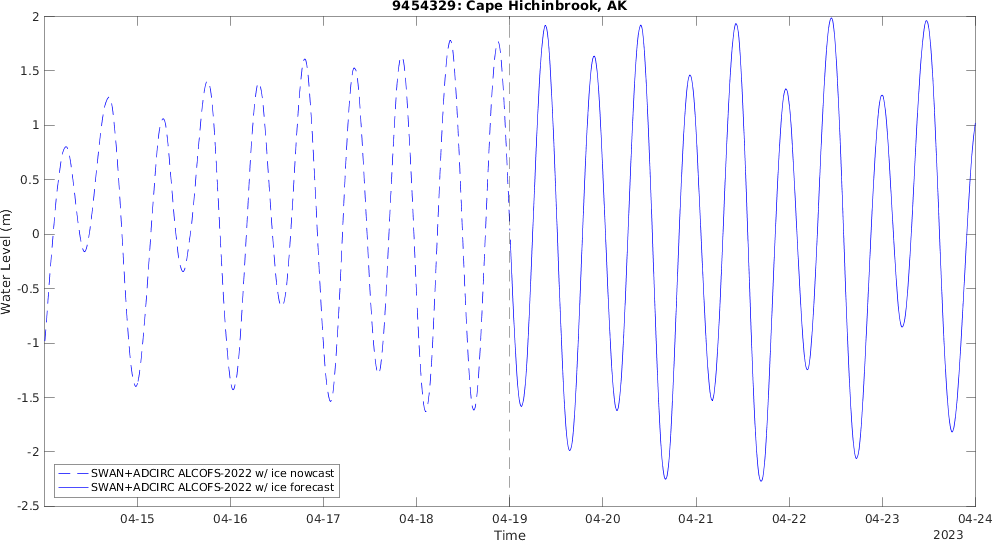 9454329: Cape Hichinbrook, AK
2
1.5
1
0.5
0
-0.5
-1
-1.5
-2
-2.5
Water Level (m)
SWAN+ADCIRC ALCOFS-2022 w/ ice nowcast
SWAN+ADCIRC ALCOFS-2022 w/ ice forecast
04-15 04-16 04-17 04-18 04-19 04-20 04-21 04-22 04-23 04-24
Time
2023